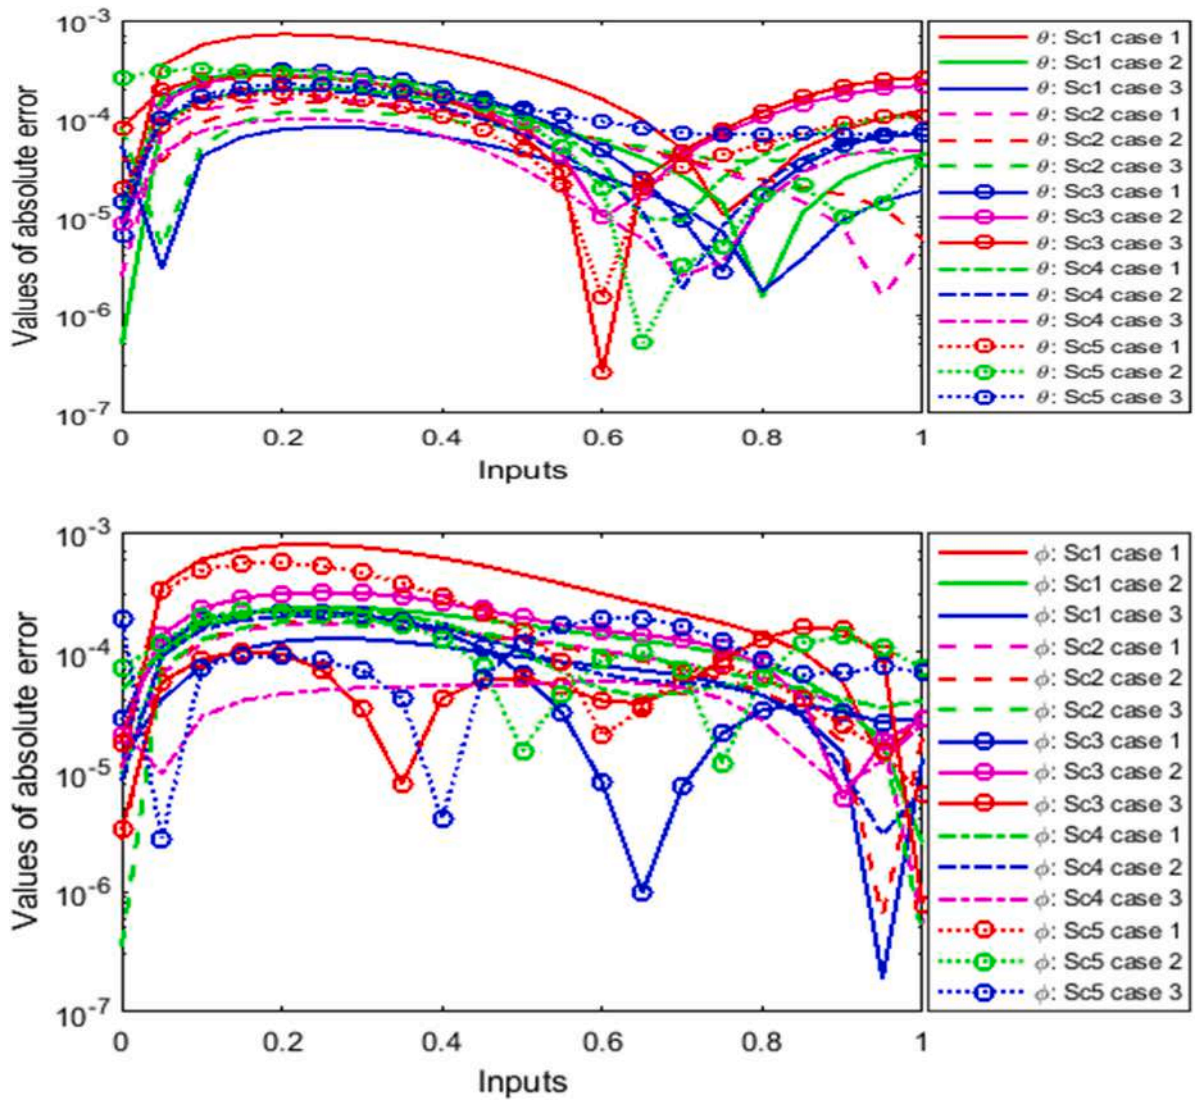 10-3
10-4
10-5
10-6
10-7
Values of absolute error
0 0.2 0.4 0.6 0.8 1
Inputs
θ: Sc1 case 1
θ: Sc1 case 2
θ: Sc1 case 3
θ: Sc2 case 1
θ: Sc2 case 2
θ: Sc2 case 3
θ: Sc3 case 1
θ: Sc3 case 2
θ: Sc3 case 3
θ: Sc4 case 1
θ: Sc4 case 2
θ: Sc4 case 3
θ: Sc5 case 1
θ: Sc5 case 2
θ: Sc5 case 3
10-3
10-4
10-5
10-6
10-7
Values of absolute error
0 0.2 0.4 0.6 0.8 1
Inputs
ϕ: Sc1 case 1
ϕ: Sc1 case 2
ϕ: Sc1 case 3
ϕ: Sc2 case 1
ϕ: Sc2 case 2
ϕ: Sc2 case 3
ϕ: Sc3 case 1
ϕ: Sc3 case 2
ϕ: Sc3 case 3
ϕ: Sc4 case 1
ϕ: Sc4 case 2
ϕ: Sc4 case 3
ϕ: Sc5 case 1
ϕ: Sc5 case 2
ϕ: Sc5 case 3